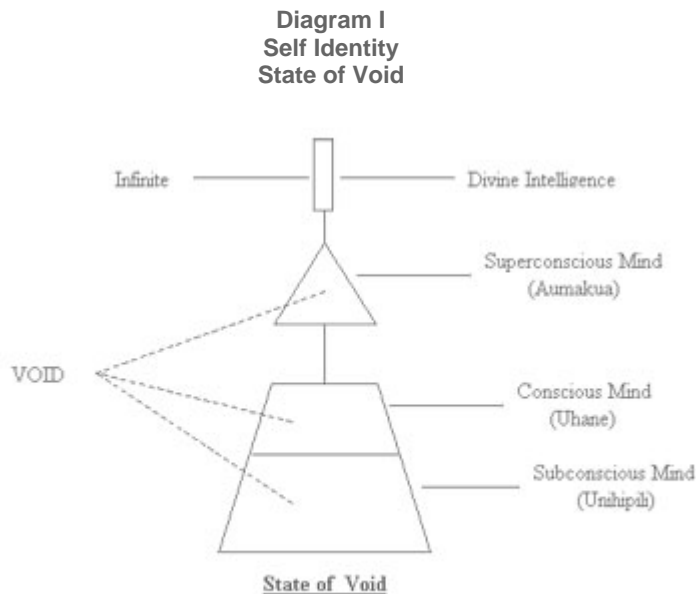 Diagram I
Self Identity
State of Void
Infinite
Divine Intelligence
Superconscious Mind
(Aumakua)
VOID
Conscious Mind
(Uhane)
Subconscious Mind
(Unihipili)
State of Void